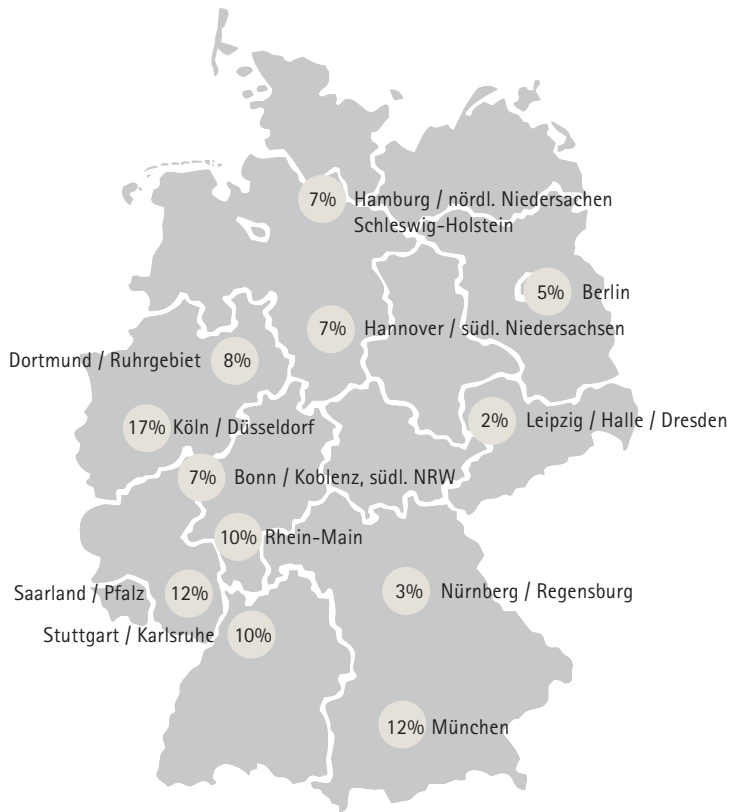 7% Hamburg / nördl. Niedersachen
Schleswig-Holstein
5% Berlin
7% Hannover / südl. Niedersachsen
Dortmund / Ruhrgebiet 8%
17% Köln / Düsseldorf
2% Leipzig / Halle / Dresden
7% Bonn / Koblenz, südl. NRW
10% Rhein-Main
Saarland / Pfalz 12%
3% Nürnberg / Regensburg
Stuttgart / Karlsruhe 10%
12% München